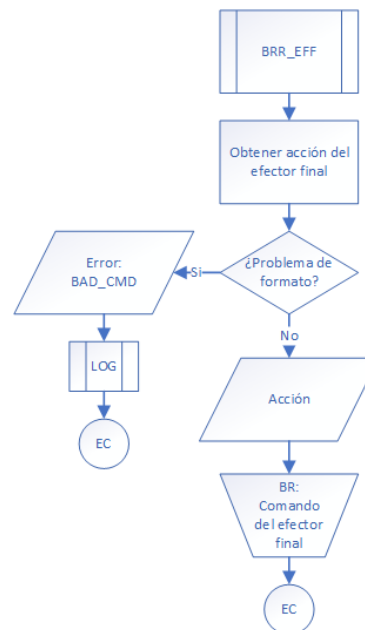 BRR_EFF
Obtener acción del
efector final
¿Problema de
formato?
Si
Error:
BAD_CMD
LOG
EC
No
Acción
BR:
Comando
del efector
final
EC